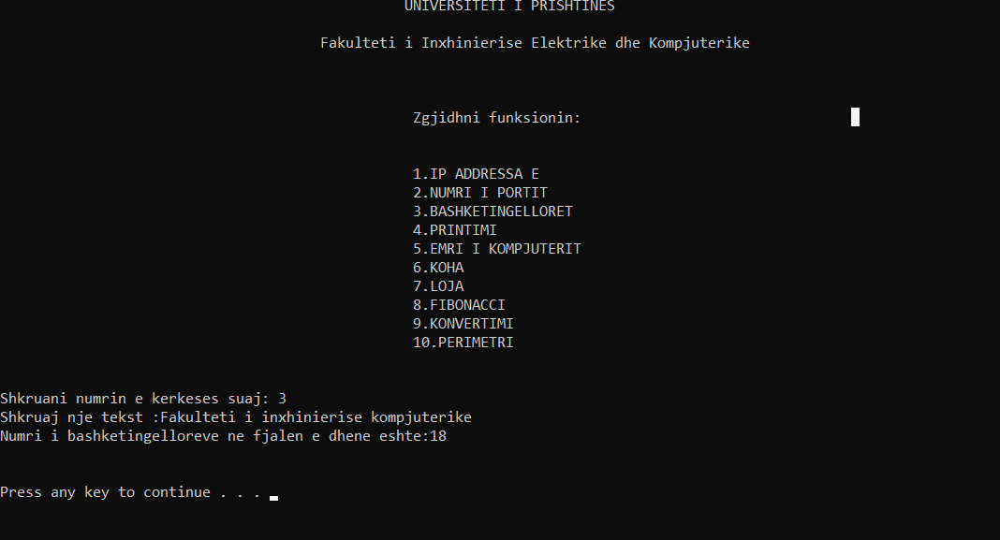 UNIVERSITETI I PRISHTINES
Fakulteti i Inxhinierise Elektrike dhe Kompjuterike
Zgjidhni funksionin:
1.IP ADDRESSA E
2.NUMRI I PORTIT
3.BASHKETINGELLORET
4.PRINTIMI
5.EMRI I KOMPJUTERIT
6.KOHA
7.LOJA
8.FIBONACCI
9.KONVERTIMI
10.PERIMETRI
Shkruani numrin e kerkeses suaj: 3
Shkruaj nje tekst :Fakulteti i inxhinierise kompjuterike
Numri i bashketingelloreve ne fjalen e dhene eshte:18
Press any key to continue . . .